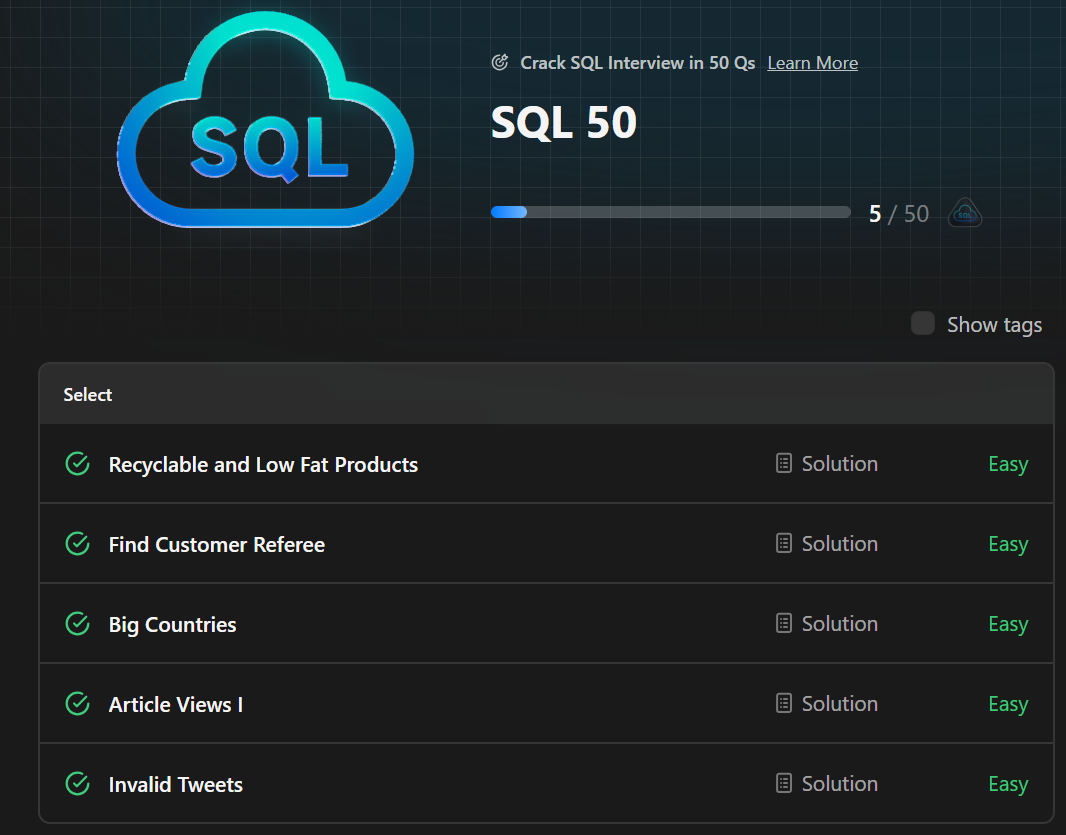 SQL
Crack SQL Interview in 50 Qs Learn More
SQL 50
5 / 50
SQL
Show tags
Select
Recyclable and Low Fat Products Solution Easy
Find Customer Referee Solution Easy
Big Countries Solution Easy
Article Views I Solution Easy
Invalid Tweets Solution Easy